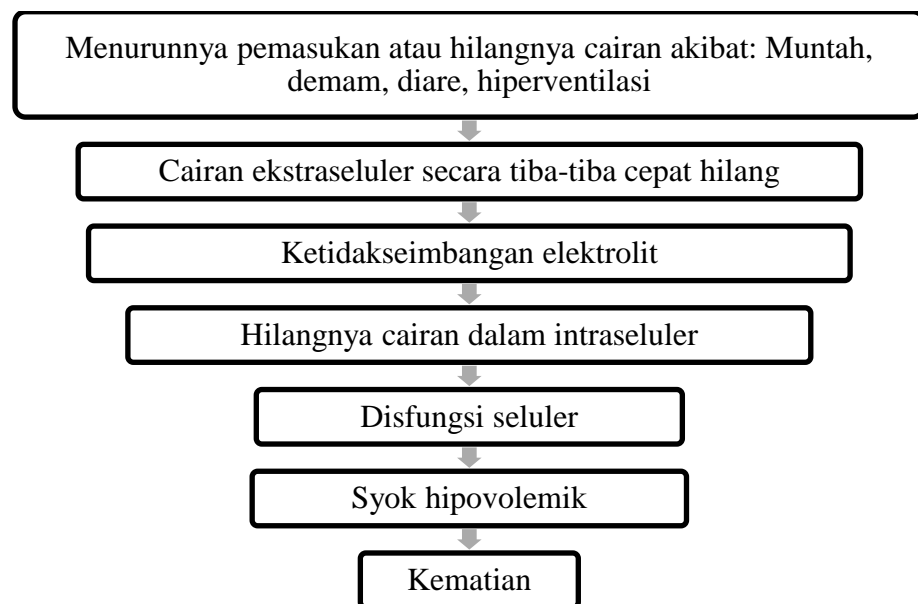 Menurunnya pemasukan atau hilangnya cairan akibat: Muntah,
demam, diare, hiperventilasi
Cairan ekstraseluler secara tiba-tiba cepat hilang
Ketidakseimbangan elektrolit
Hilangnya cairan dalam intraseluler
Disfungsi seluler
Syok hipovolemik
Kematian